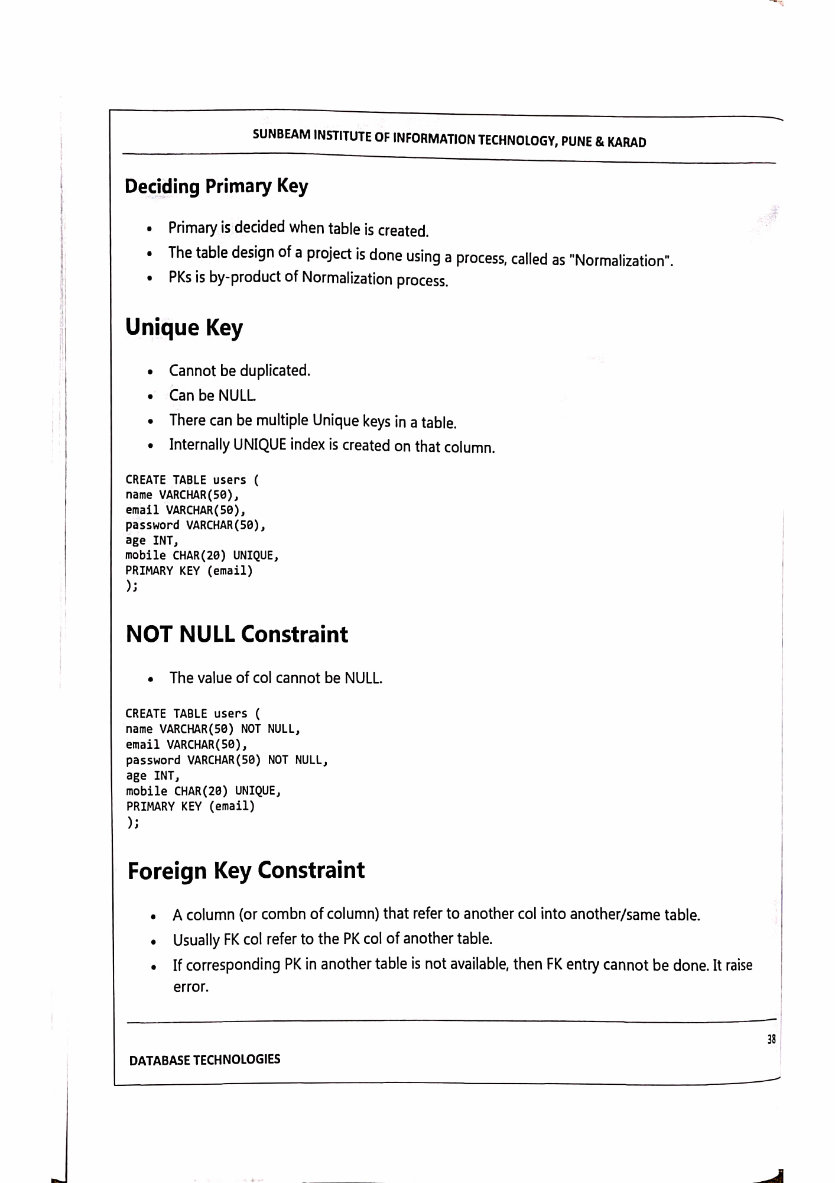 SUNBEAM INSTITUTE OF INFORMATION TECHNOLOGY, PUNE & KARAD
Deciding Primary Key
• Primary is decided when table is created.
• The table design of a project is done using a process, called as "Normalization".
• PKs is by-product of Normalization process.
Unique Key
• Cannot be duplicated.
• Can be NULL
• There can be multiple Unique keys in a table.
• Internally UNIQUE index is created on that column.
CREATE TABLE users (
name VARCHAR(50),
email VARCHAR(50),
password VARCHAR(50),
age INT,
mobile CHAR(20) UNIQUE,
PRIMARY KEY (email)
);
NOT NULL Constraint
• The value of col cannot be NULL.
CREATE TABLE users (
name VARCHAR(50) NOT NULL,
email VARCHAR(50),
password VARCHAR(50) NOT NULL,
age INT,
mobile CHAR(20) UNIQUE,
PRIMARY KEY (email)
);
Foreign Key Constraint
• A column (or combn of column) that refer to another col into another/same table.
• Usually FK col refer to the PK col of another table.
• If corresponding PK in another table is not available, then FK entry cannot be done. It raise
error.
38
DATABASE TECHNOLOGIES